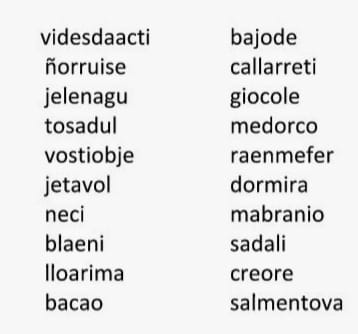 videsdaacti
ñorruise
jelenagu
tosadul
vostiobje
jetavol
neci
blaeni
lloarima
bacao
bajode
callarreti
giocole
medorco
raenmefer
dormira
mabranio
sadali
creore
salmentova